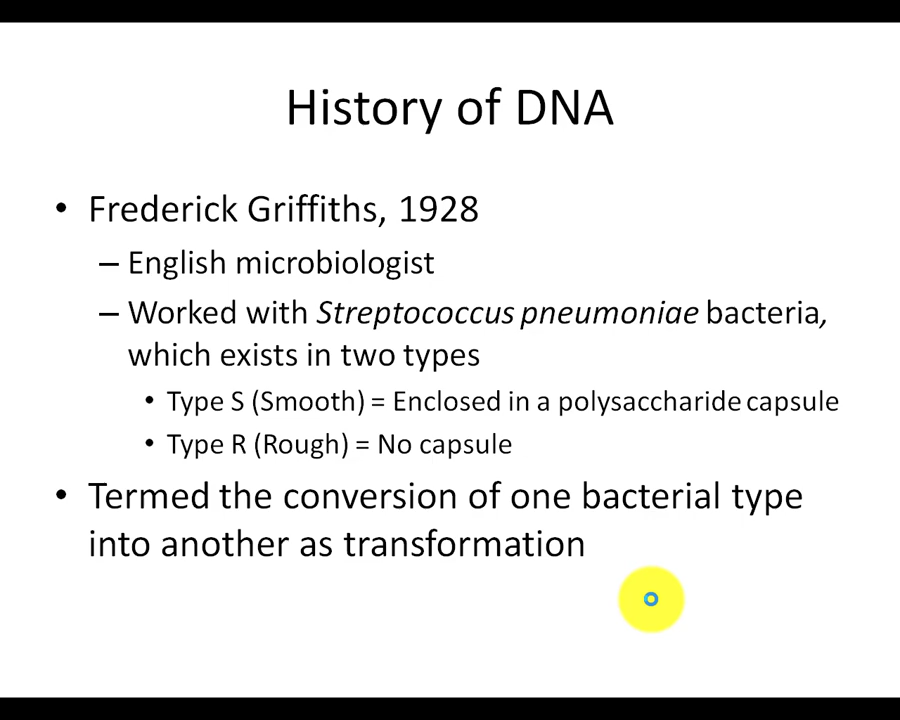 History of DNA
• Frederick Griffiths, 1928
– English microbiologist
– Worked with Streptococcus pneumoniae bacteria,
which exists in two types
• Type S (Smooth) = Enclosed in a polysaccharide capsule
• Type R (Rough) = No capsule
• Termed the conversion of one bacterial type
into another as transformation